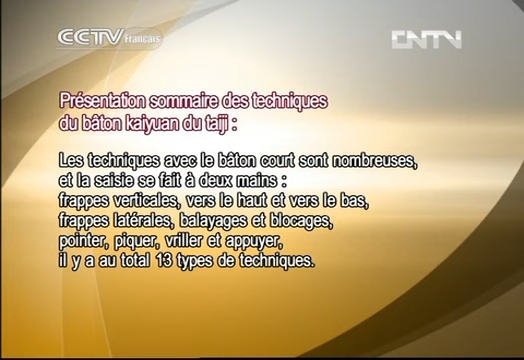 CCTV Français
CNTV
Présentation sommaire des techniques
du bâton kaiyuan du taiji :
Les techniques avec le bâton court sont nombreuses,
et la saisie se fait à deux mains :
frappes verticales, vers le haut et vers le bas,
frappes latérales, balayages et blocages,
pointer, piquer, vriller et appuyer,
il y a au total 13 types de techniques.